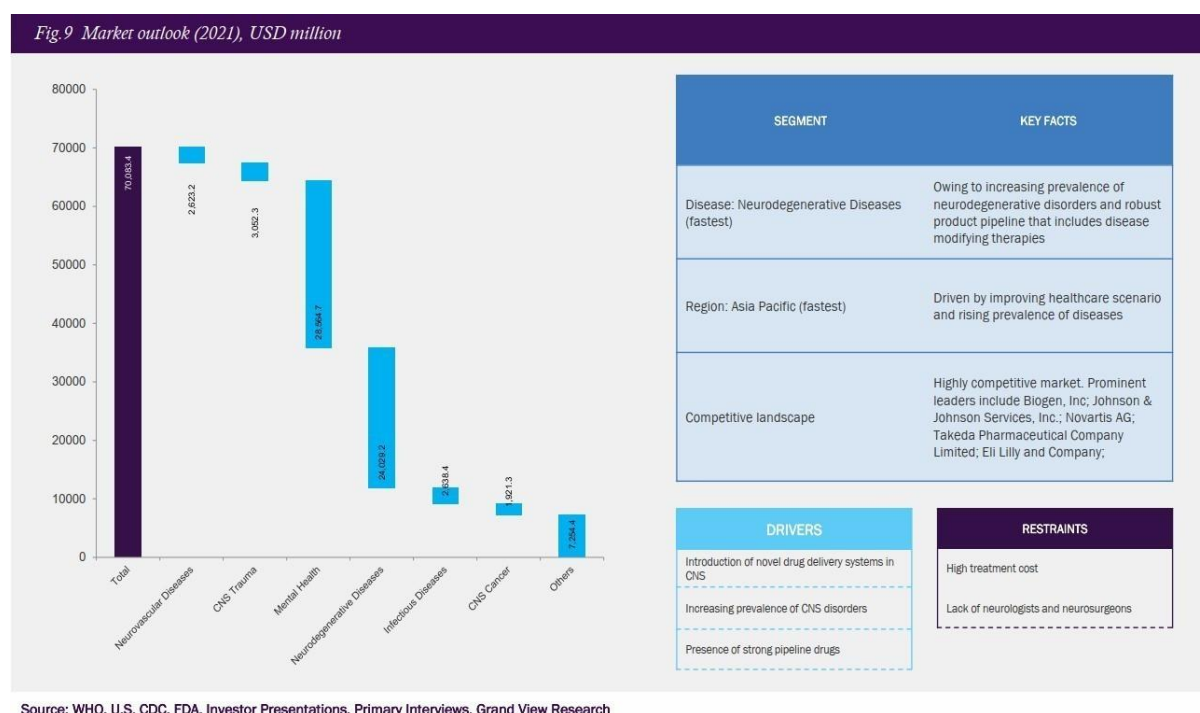 Fig.9 Market outlook (2021), USD million
80000
70000
60000
50000
40000
30000
20000
10000
0
70,083.4
2,623.2
3,052.3
28,564.7
24,029.2
2,638.4
1,921.3
7,254.4
Total
Neurovascular Diseases
CNS Trauma
Mental Health
Neurodegenerative Diseases
Infectious Diseases
CNS Cancer
Others
SEGMENT KEY FACTS
Disease: Neurodegenerative Diseases
(fastest)
Owing to increasing prevalence of
neurodegenerative disorders and robust
product pipeline that includes disease
modifying therapies
Region: Asia Pacific (fastest)
Driven by improving healthcare scenario
and rising prevalence of diseases
Competitive landscape
Highly competitive market. Prominent
leaders include Biogen, Inc; Johnson &
Johnson Services, Inc.; Novartis AG;
Takeda Pharmaceutical Company
Limited; Eli Lilly and Company;
DRIVERS
Introduction of novel drug delivery systems in
CNS
Increasing prevalence of CNS disorders
Presence of strong pipeline drugs
RESTRAINTS
High treatment cost
Lack of neurologists and neurosurgeons
Source: WHO, U.S. CDC, FDA, Investor Presentations, Primary Interviews, Grand View Research